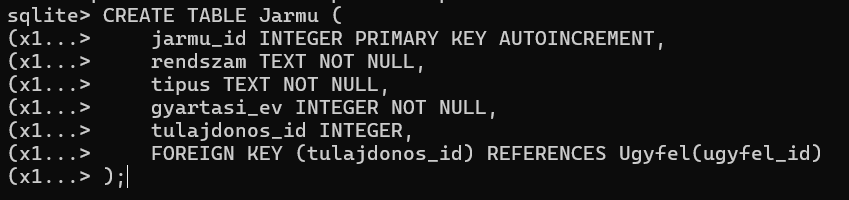 sqlite> CREATE TABLE Jarmu (
(x1...>     jarmu_id INTEGER PRIMARY KEY AUTOINCREMENT,
(x1...>     rendszam TEXT NOT NULL,
(x1...>     tipus TEXT NOT NULL,
(x1...>     gyartasi_ev INTEGER NOT NULL,
(x1...>     tulajdonos_id INTEGER,
(x1...>     FOREIGN KEY (tulajdonos_id) REFERENCES Ugyfel(ugyfel_id)
(x1...> );